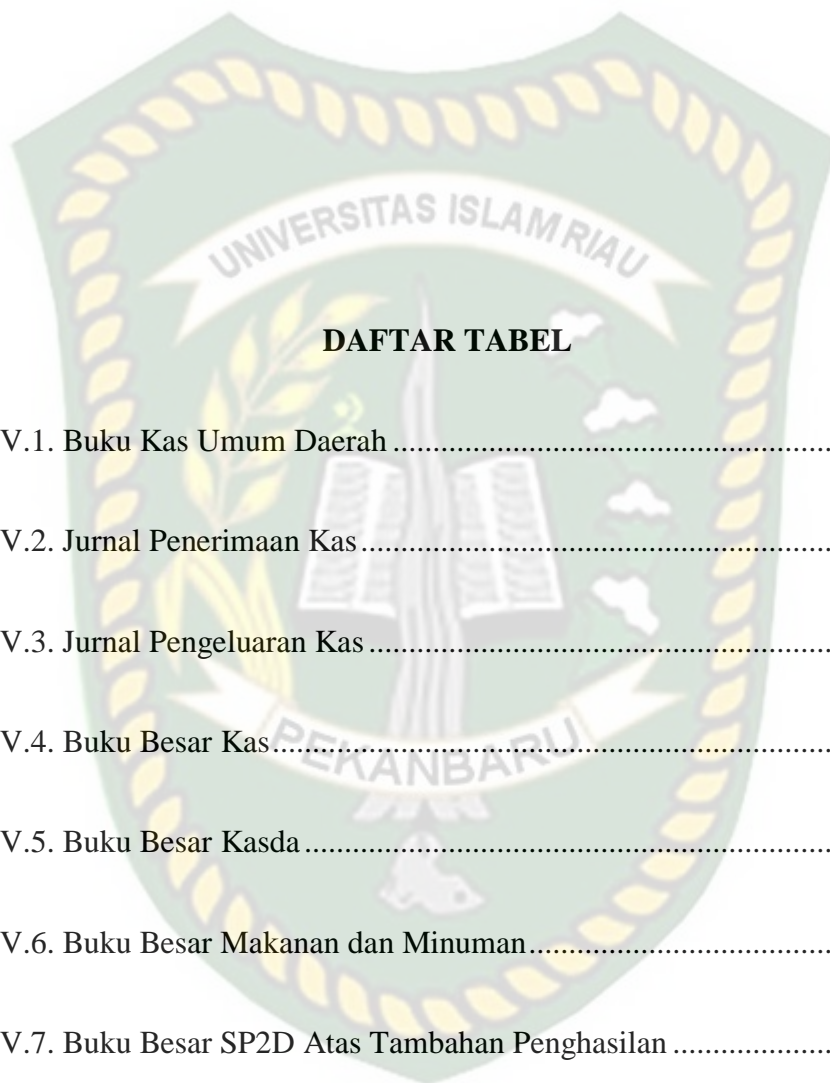 UNIVERSITAS ISLAM RIAU
DAFTAR TABEL
V.1. Buku Kas Umum Daerah .......................................................
V.2. Jurnal Penerimaan Kas ...........................................................
V.3. Jurnal Pengeluaran Kas ..........................................................
V.4. Buku Besar Kas ......................................................................
PEKANBARU
V.5. Buku Besar Kasda ..................................................................
V.6. Buku Besar Makanan dan Minuman ......................................
V.7. Buku Besar SP2D Atas Tambahan Penghasilan ....................